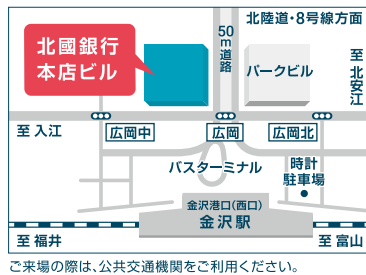 北陸道・8号線方面
北國銀行
本店ビル
50m道路
パークビル
至北安江
至 入江
広岡中
広岡
広岡北
バスターミナル
時計
駐車場
金沢港口(西口)
金沢駅
至 福井
至 富山
ご来場の際は、公共交通機関をご利用ください。